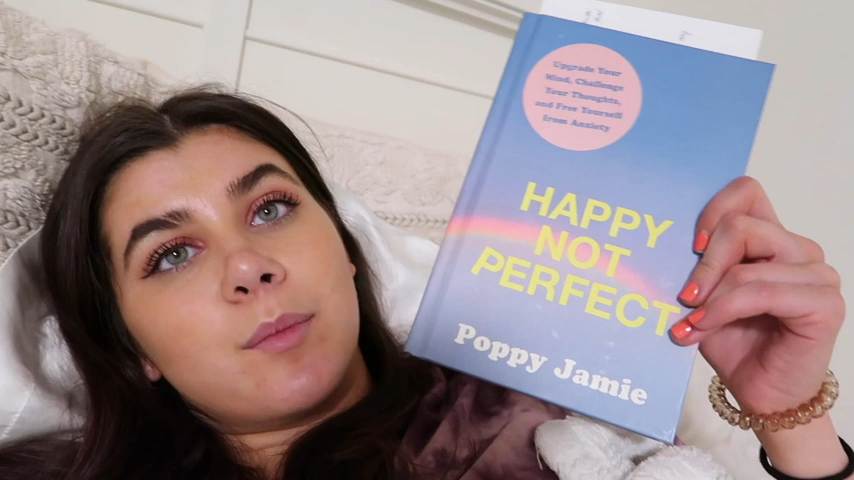 Upgrade Your
Mind, Challenge
Your Thoughts,
and Free Yourself
from Anxiety
HAPPY
NOT
PERFECT
Poppy Jamie